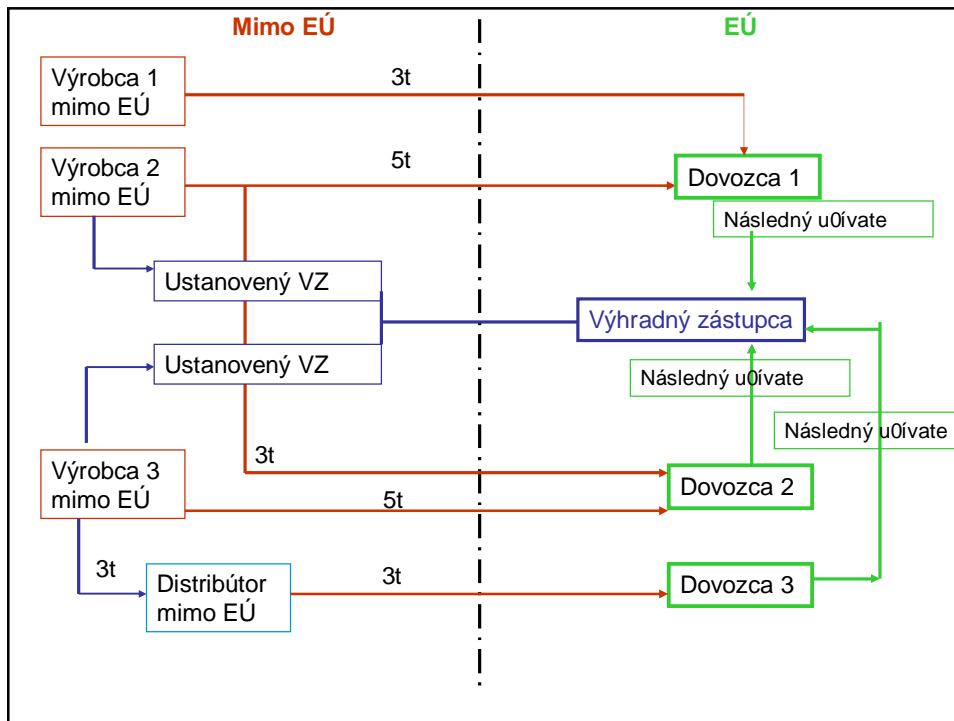 Mimo EÚ
EÚ
Výrobca 1
mimo EÚ
3t
Výrobca 2
mimo EÚ
5t
Dovozca 1
Následný u0ívate
Ustanovený VZ
Výhradný zástupca
Ustanovený VZ
Následný u0ívate
Následný u0ívate
3t
Výrobca 3
mimo EÚ
Dovozca 2
5t
3t
Distribútor
mimo EÚ
3t
Dovozca 3